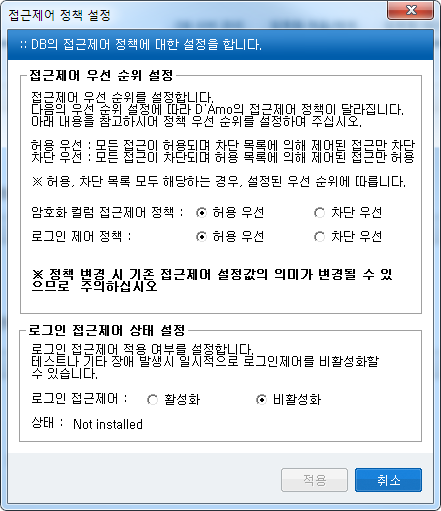 접근제어 정책 설정
:: DB의 접근제어 정책에 대한 설정을 합니다.
접근제어 우선 순위 설정
접근제어 우선 순위를 설정합니다.
다음의 우선 순위 설정에 따라 D'Amo의 접근제어 정책이 달라집니다.
아래 내용을 참고하시어 정책 우선 순위를 설정하여 주십시오.
허용 우선 : 모든 접근이 허용되며 차단 목록에 의해 제어된 접근만 차단
차단 우선 : 모든 접근이 차단되며 허용 목록에 의해 제어된 접근만 허용
※ 허용, 차단 목록 모두 해당하는 경우, 설정된 우선 순위에 따릅니다.
암호화 컬럼 접근제어 정책 : 허용 우선 차단 우선
로그인 제어 정책 : 허용 우선 차단 우선
※ 정책 변경 시 기존 접근제어 설정값의 의미가 변경될 수 있
으므로 주의하십시오
로그인 접근제어 상태 설정
로그인 접근제어 적용 여부를 설정합니다.
테스트나 기타 장애 발생시 일시적으로 로그인제어를 비활성화할
수 있습니다.
로그인 접근제어 : 활성화 비활성화
상태 : Not installed
적용 취소